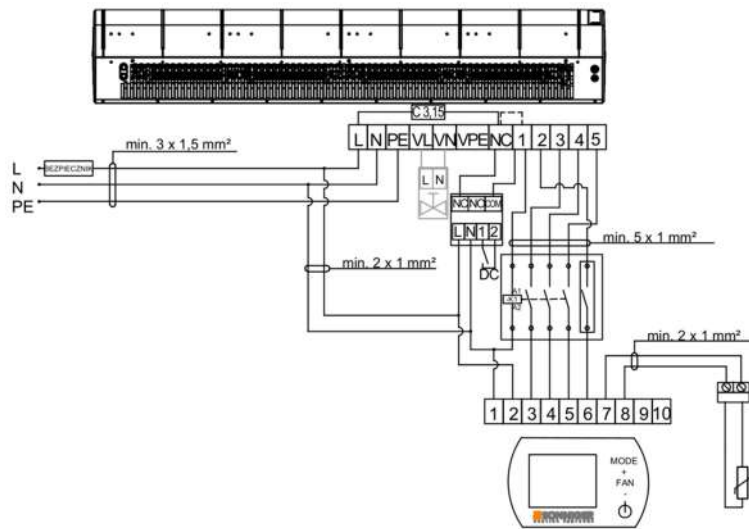 C 3,15
L N PE VL VN VPE NC 1 2 3 4 5
min. 3 x 1,5 mm²
L BEZPIECZNIK
N
PE
L N
NC NO COM
L N 1 2
DC
min. 5 x 1 mm²
min. 2 x 1 mm²
A1
-K1
A2
min. 2 x 1 mm²
1 2 3 4 5 6 7 8 9 10
MODE
+
FAN
-
SONNIGER